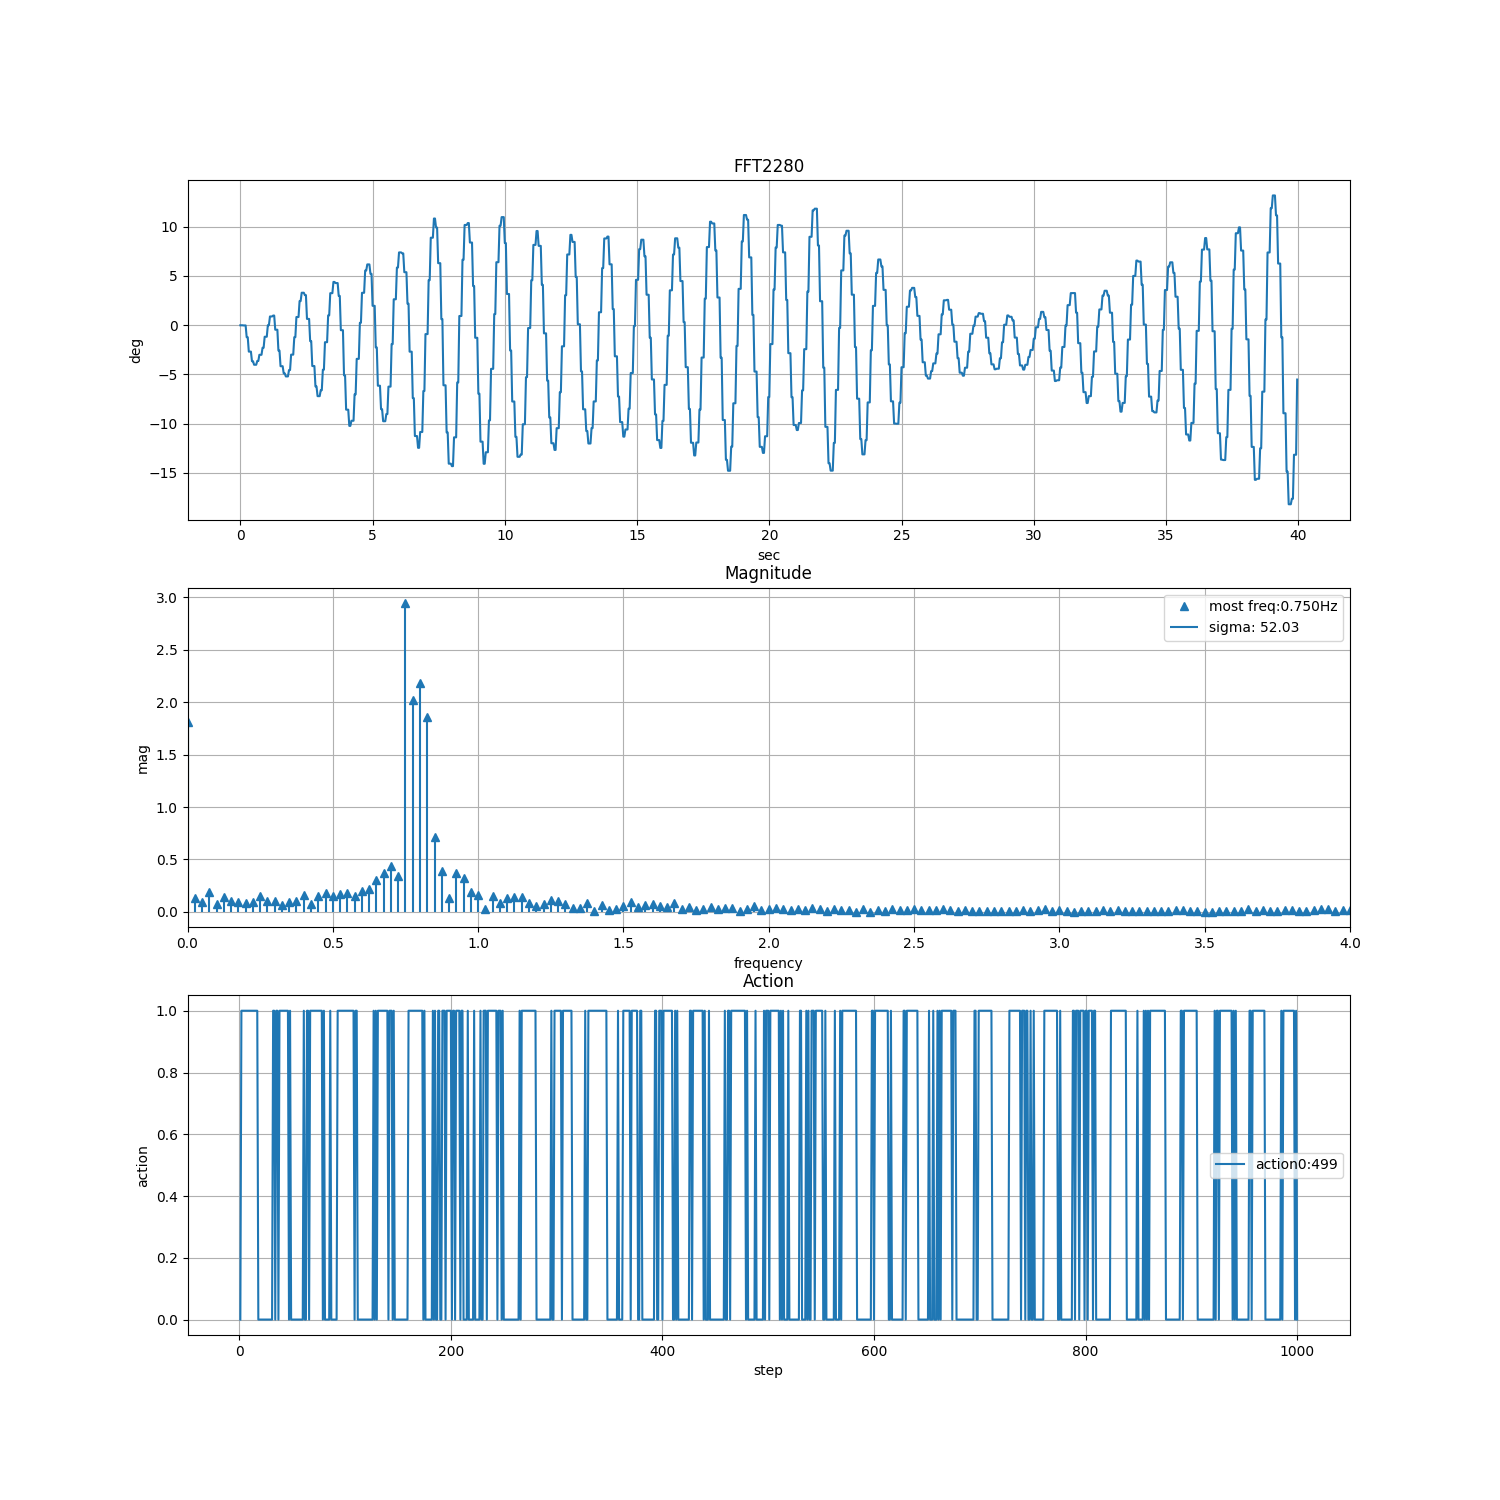 FFT2280
10
5
0
−5
−10
−15
deg
0 5 10 15 20 25 30 35 40
sec
Magnitude
3.0
2.5
2.0
1.5
1.0
0.5
0.0
mag
most freq:0.750Hz
sigma: 52.03
0.0 0.5 1.0 1.5 2.0 2.5 3.0 3.5 4.0
frequency
Action
1.0
0.8
0.6
0.4
0.2
0.0
action
action0:499
0 200 400 600 800 1000
step